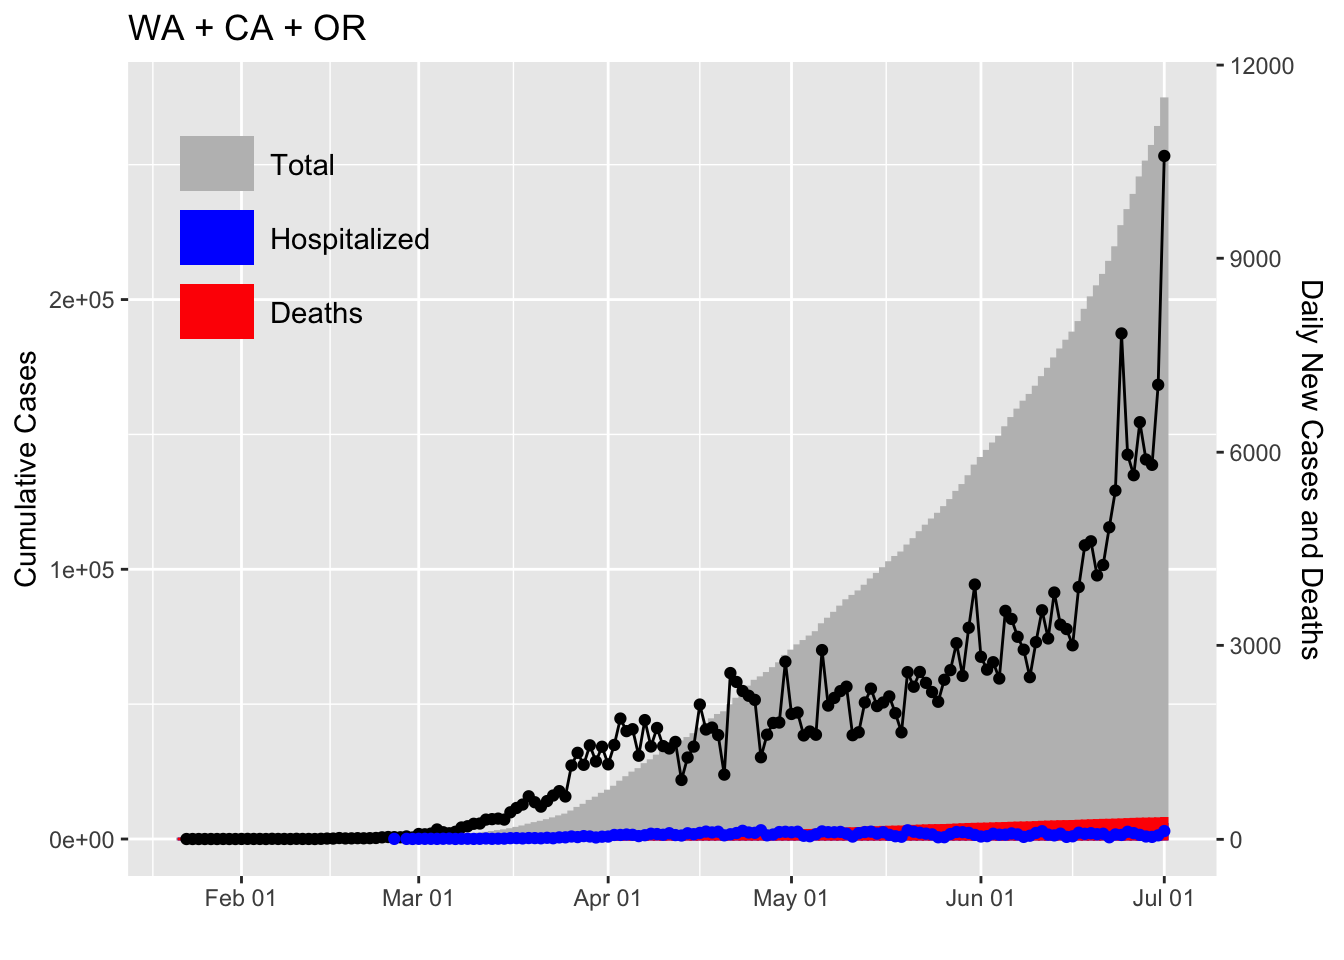 WA + CA + OR
Total
Hospitalized
Deaths
Cumulative Cases
2e+05
1e+05
0e+00
12000
9000
6000
3000
0
Daily New Cases and Deaths
Feb 01
Mar 01
Apr 01
May 01
Jun 01
Jul 01